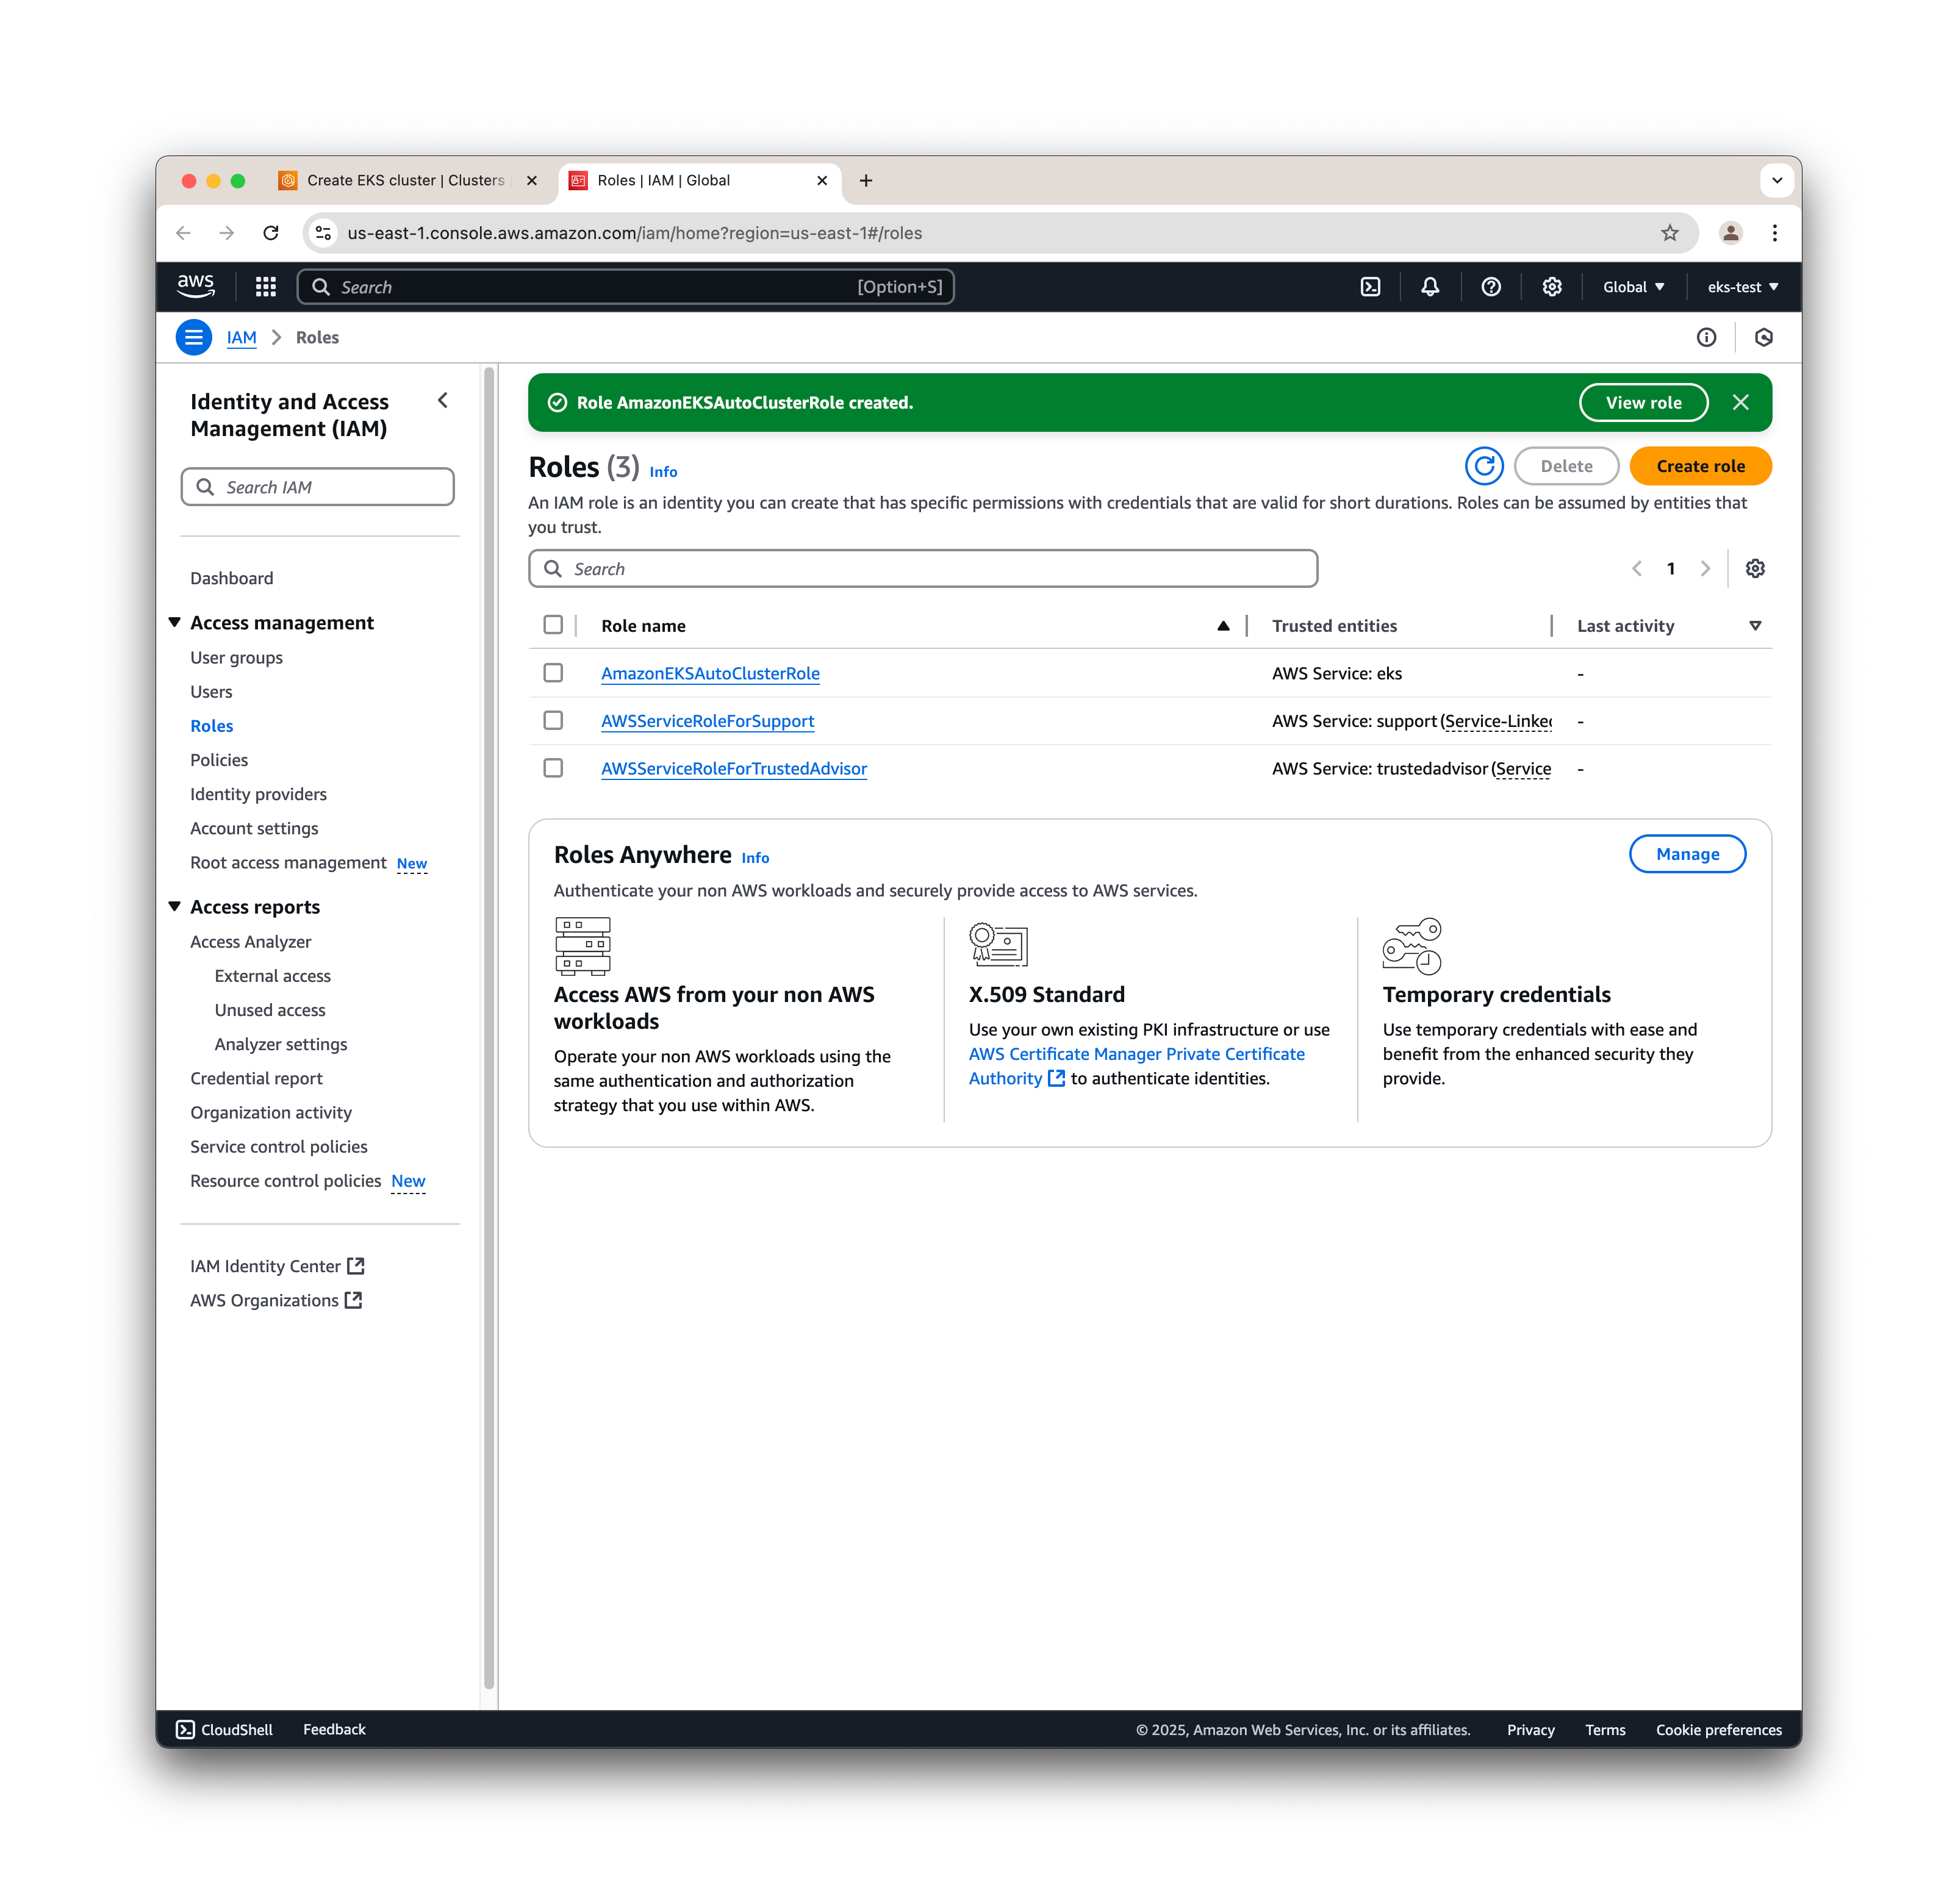 Create EKS cluster | Clusters
Roles | IAM | Global
us-east-1.console.aws.amazon.com/iam/home?region=us-east-1#/roles
aws
Search
[Option+S]
Global
eks-test
IAM
Roles
Identity and Access
Management (IAM)
Search IAM
Dashboard
Access management
User groups
Users
Roles
Policies
Identity providers
Account settings
Root access management New
Access reports
Access Analyzer
External access
Unused access
Analyzer settings
Credential report
Organization activity
Service control policies
Resource control policies New
IAM Identity Center
AWS Organizations
Role AmazonEKSAutoClusterRole created.
View role
Roles (3) Info
Delete
Create role
An IAM role is an identity you can create that has specific permissions with credentials that are valid for short durations. Roles can be assumed by entities that
you trust.
Search
1
Role name
Trusted entities
Last activity
AmazonEKSAutoClusterRole
AWS Service: eks
-
AWSServiceRoleForSupport
AWS Service: support (Service-Linked
-
AWSServiceRoleForTrustedAdvisor
AWS Service: trustedadvisor (Service
-
Roles Anywhere Info
Manage
Authenticate your non AWS workloads and securely provide access to AWS services.
Access AWS from your non AWS
workloads
Operate your non AWS workloads using the
same authentication and authorization
strategy that you use within AWS.
X.509 Standard
Use your own existing PKI infrastructure or use
AWS Certificate Manager Private Certificate
Authority to authenticate identities.
Temporary credentials
Use temporary credentials with ease and
benefit from the enhanced security they
provide.
CloudShell
Feedback
© 2025, Amazon Web Services, Inc. or its affiliates.
Privacy
Terms
Cookie preferences